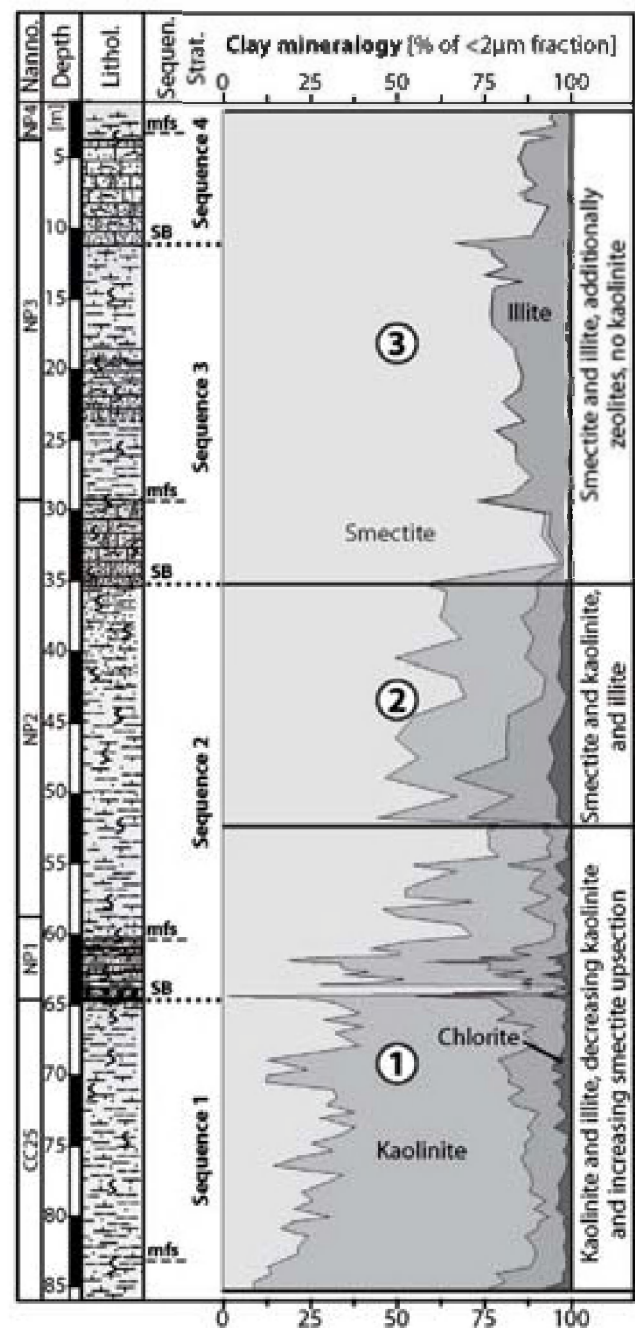 Nanno.
Depth
Lithol.
Sequen.
Strat.
Clay mineralogy [% of <2µm fraction]
0 25 50 75 100
NP4
NP3
NP2
NP1
CC25
[m]
5
10
15
20
25
30
35
40
45
50
55
60
65
70
75
80
85
mfs
SB
mfs
SB
mfs
SB
mfs
Sequence 4
Sequence 3
Sequence 2
Sequence 1
Illite
3
Smectite
2
Chlorite
1
Kaolinite
Smectite and illite, additionally
zeolites, no kaolinite
Smectite and kaolinite,
and illite
Kaolinite and illite, decreasing kaolinite
and increasing smectite upsection
0 25 50 75 100